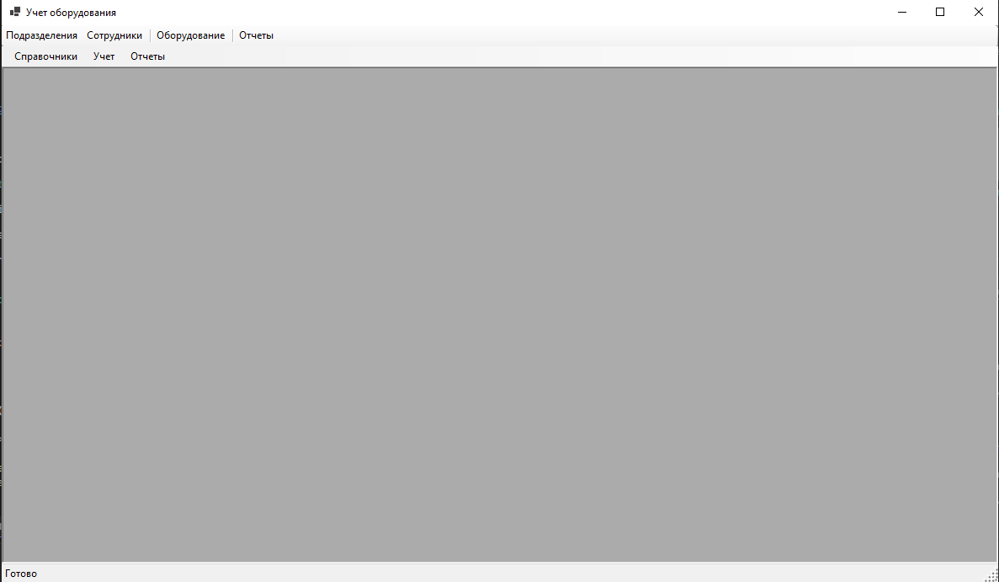 Учет оборудования
Подразделения Сотрудники Оборудование Отчеты
Справочники Учет Отчеты
Готово